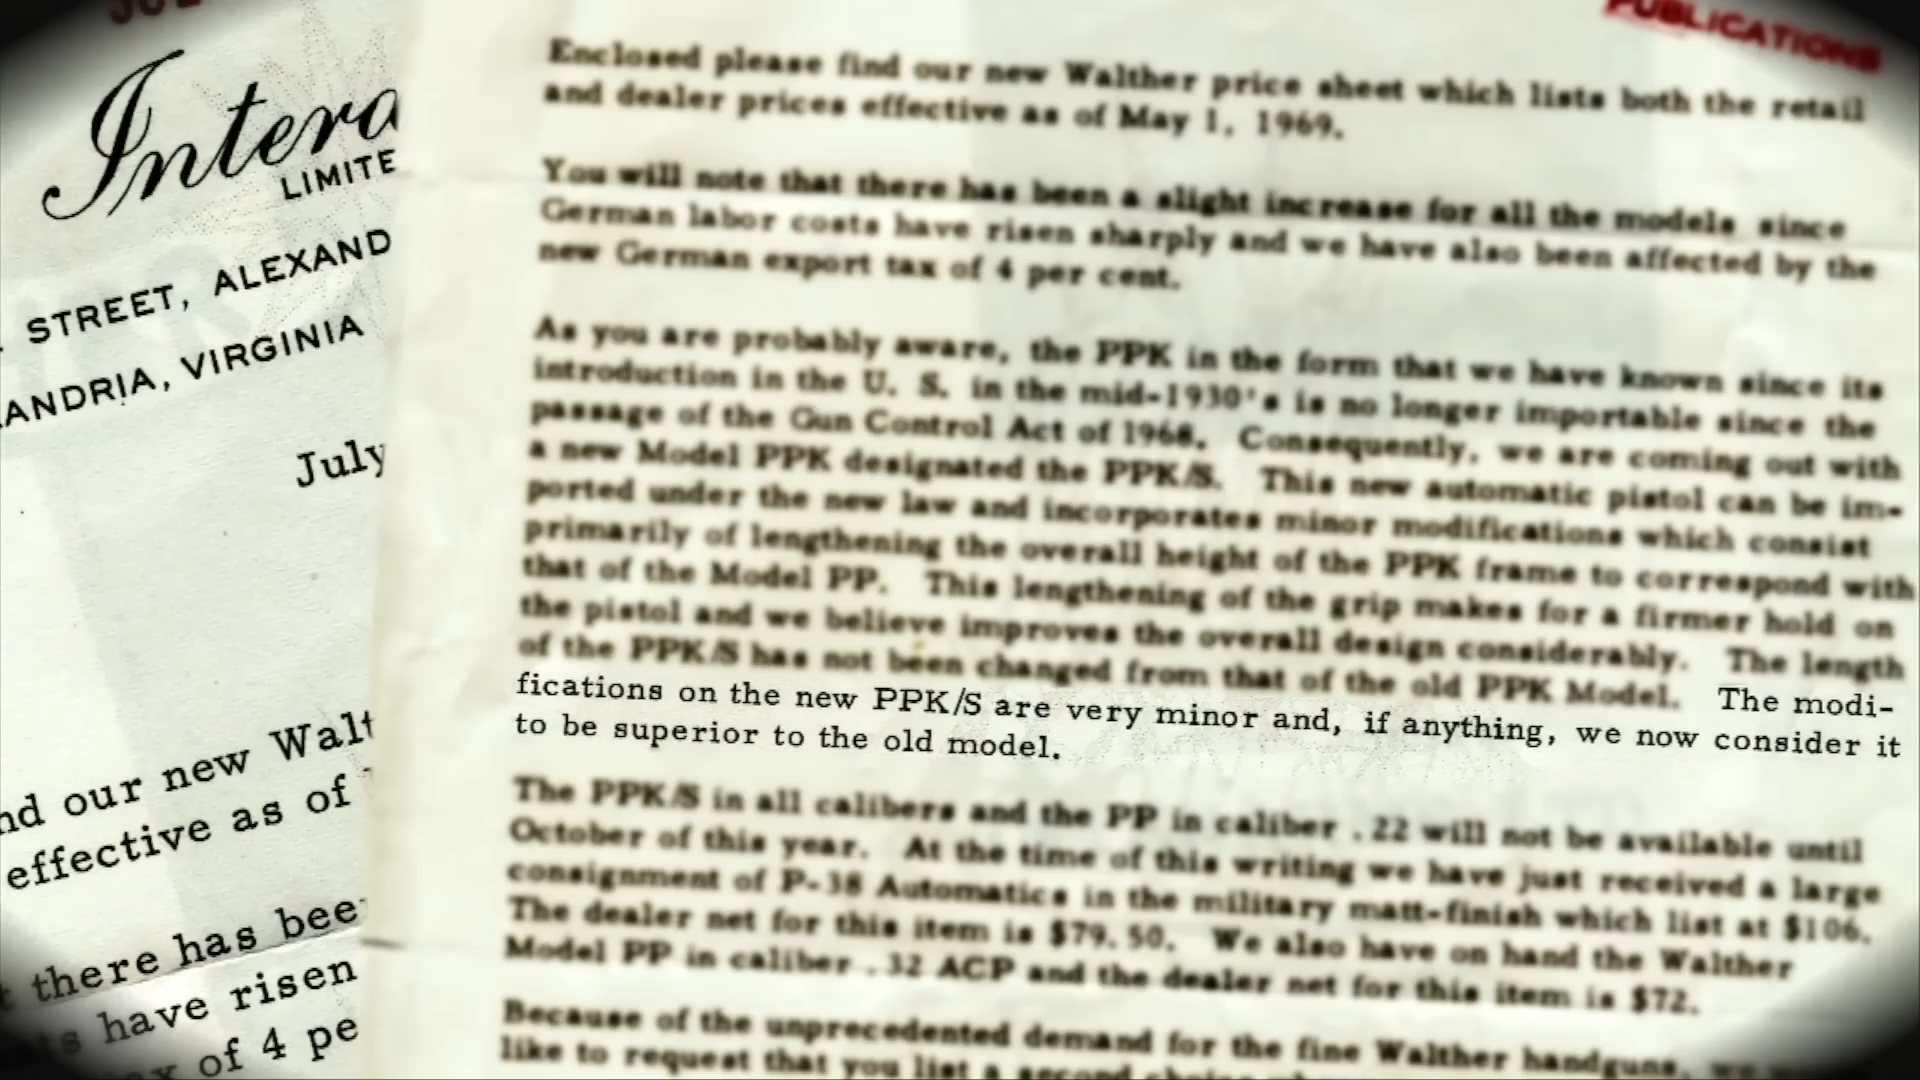 Intera
LIMITE
STREET, ALEXAND
ANDRIA, VIRGINIA
July
nd our new Walt
effective as of
there has bee
have risen
of 4 pe
PUBLICATIONS
Enclosed please find our new Walther price sheet which lists both the retail
and dealer prices effective as of May 1, 1969.
You will note that there has been a slight increase for all the models since
German labor costs have risen sharply and we have also been affected by the
new German export tax of 4 per cent.
As you are probably aware, the PPK in the form that we have known since its
introduction in the U. S. in the mid-1930's is no longer importable since the
passage of the Gun Control Act of 1968. Consequently, we are coming out with
a new Model PPK designated the PPK/S. This new automatic pistol can be im-
ported under the new law and incorporates minor modifications which consist
primarily of lengthening the overall height of the PPK frame to correspond with
that of the Model PP. This lengthening of the grip makes for a firmer hold on
the pistol and we believe improves the overall design considerably. The length
of the PPK/S has not been changed from that of the old PPK Model. The modi-
fications on the new PPK/S are very minor and, if anything, we now consider it
to be superior to the old model.
The PPK/S in all calibers and the PP in caliber .22 will not be available until
October of this year. At the time of this writing we have just received a large
consignment of P-38 Automatics in the military matt-finish which list at $106.
The dealer net for this item is $79.50. We also have on hand the Walther
Model PP in caliber .32 ACP and the dealer net for this item is $72.
Because of the unprecedented demand for the fine Walther handguns,
like to request that you list a second choice